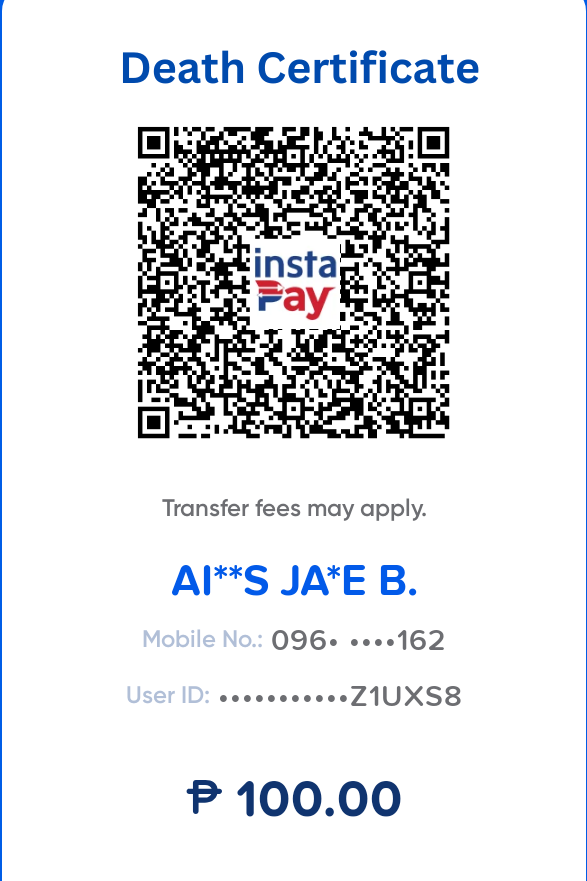 Death Certificate
insta
Pay
Transfer fees may apply.
AI**S JA*E B.
Mobile No.: 096• ••••162
User ID: •••••••••••Z1UXS8
₱ 100.00